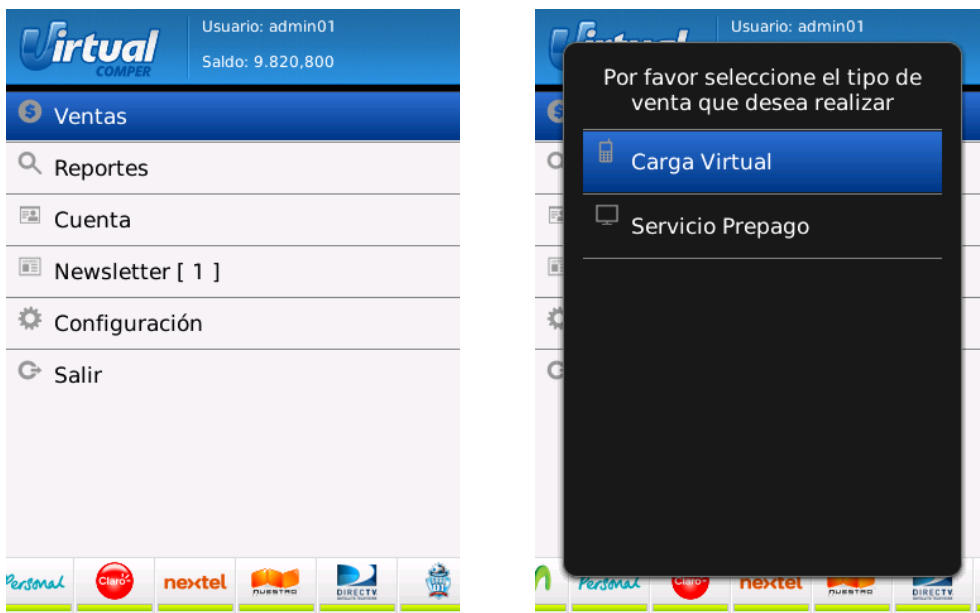 Virtual
COMPER
Usuario: admin01
Saldo: 9.820,800
Ventas
Reportes
Cuenta
Newsletter [ 1 ]
Configuración
Salir
Personal
Claro
nextel
NUESTRO
DIRECTV
Usuario: admin01
Por favor seleccione el tipo de
venta que desea realizar
Carga Virtual
Servicio Prepago
Personal
Claro
nextel
NUESTRO
DIRECTV